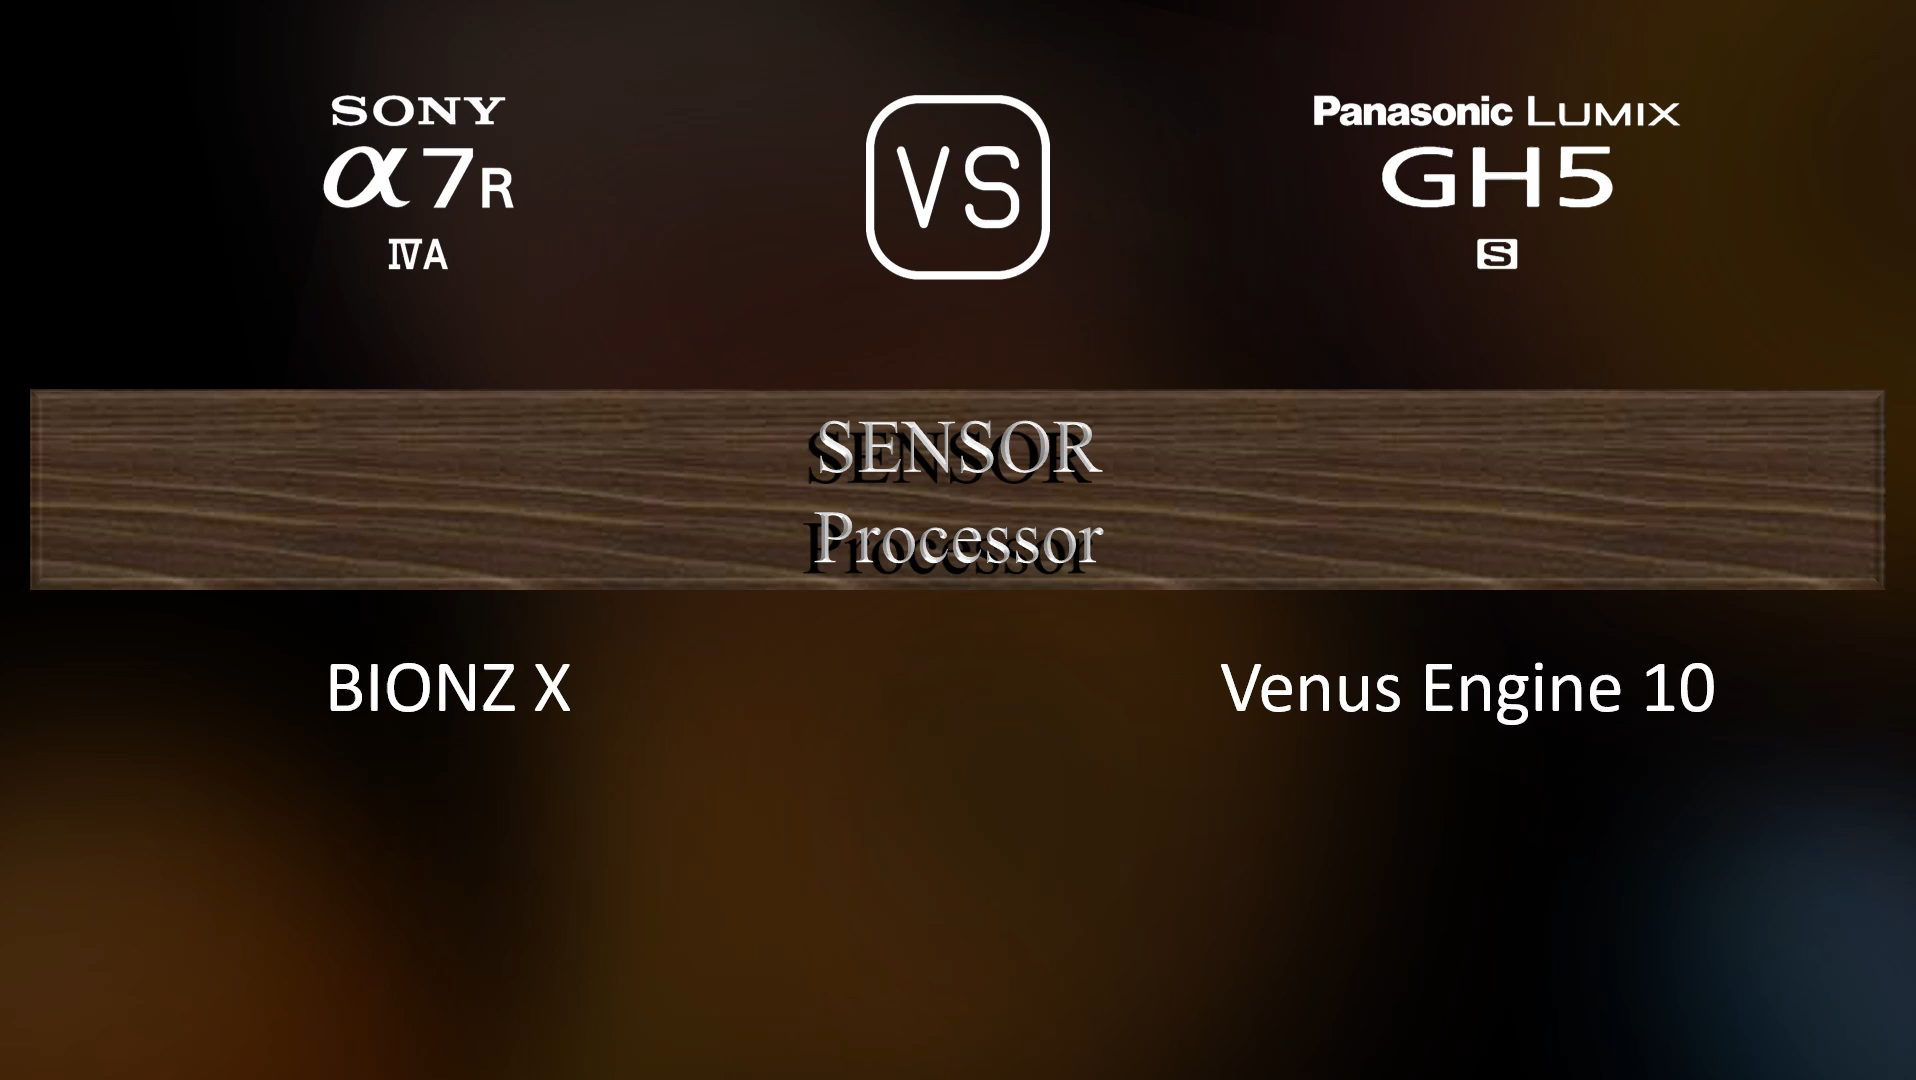 SONY
α7R
IVA
VS
Panasonic LUMIX
GH5
S
SENSOR
Processor
BIONZ X
Venus Engine 10